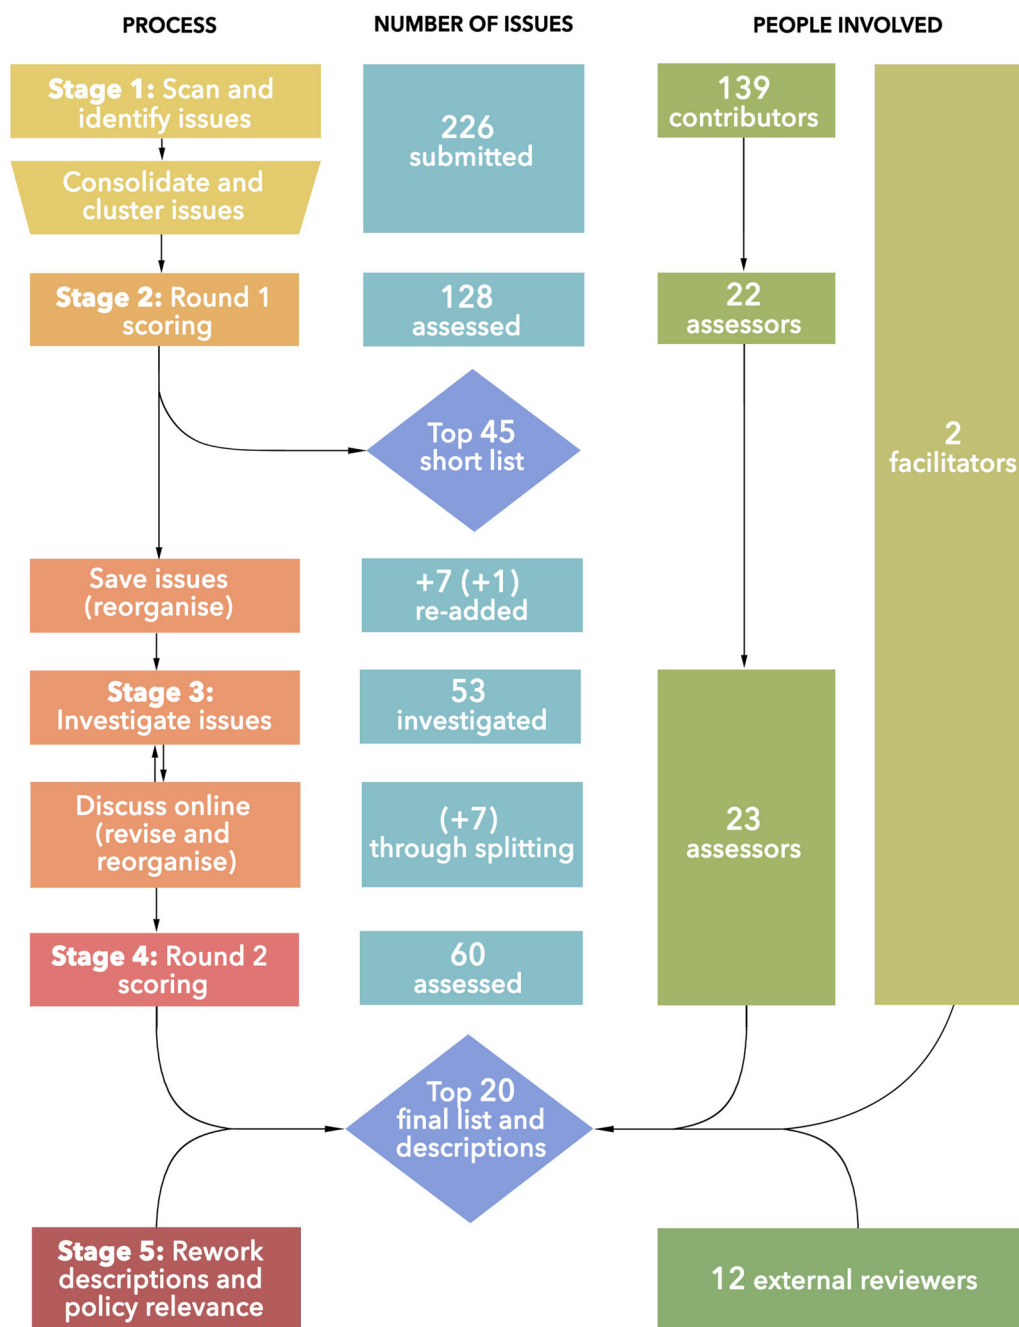 PROCESS
NUMBER OF ISSUES
PEOPLE INVOLVED
Stage 1: Scan and
identify issues
226
submitted
139
contributors
Consolidate and
cluster issues
Stage 2: Round 1
scoring
128
assessed
22
assessors
2
facilitators
Top 45
short list
Save issues
(reorganise)
+7 (+1)
re-added
Stage 3:
Investigate issues
53
investigated
23
assessors
Discuss online
(revise and
reorganise)
(+7)
through splitting
Stage 4: Round 2
scoring
60
assessed
Top 20
final list and
descriptions
Stage 5: Rework
descriptions and
policy relevance
12 external reviewers